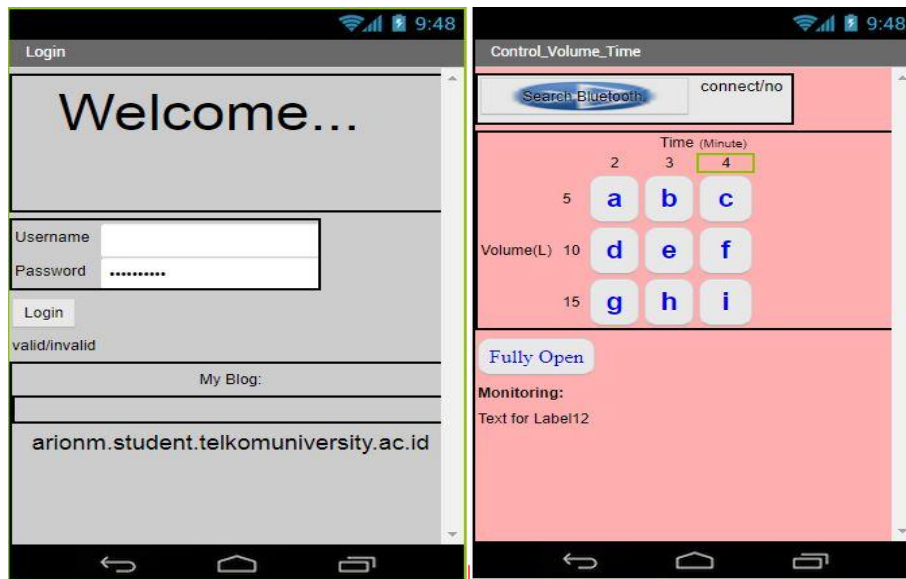 9:48
Login
Welcome...
Username
Password ••••••••••
Login
valid/invalid
My Blog:
arionm.student.telkomuniversity.ac.id
9:48
Control_Volume_Time
Search Bluetooth connect/no
Time (Minute)
2 3 4
5 a b c
Volume(L) 10 d e f
15 g h i
Fully Open
Monitoring:
Text for Label12